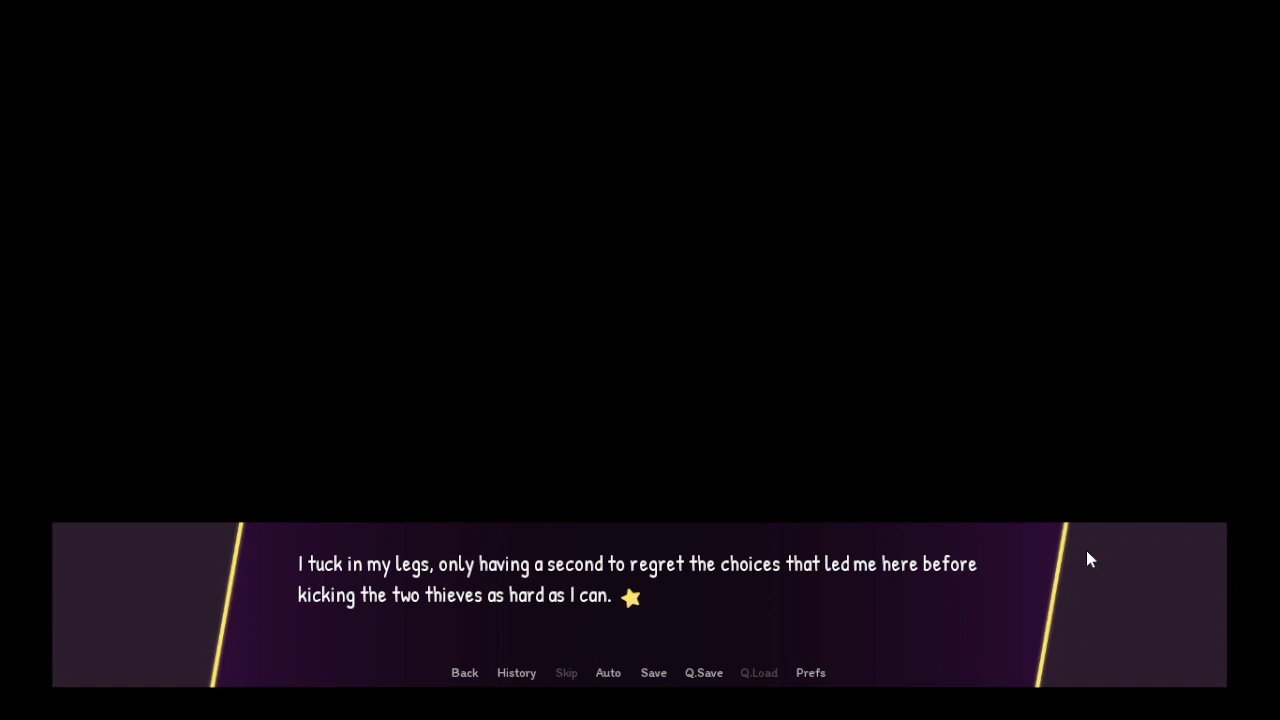 I tuck in my legs, only having a second to regret the choices that led me here before
kicking the two thieves as hard as I can.
Back History Skip Auto Save Q.Save Q.Load Prefs